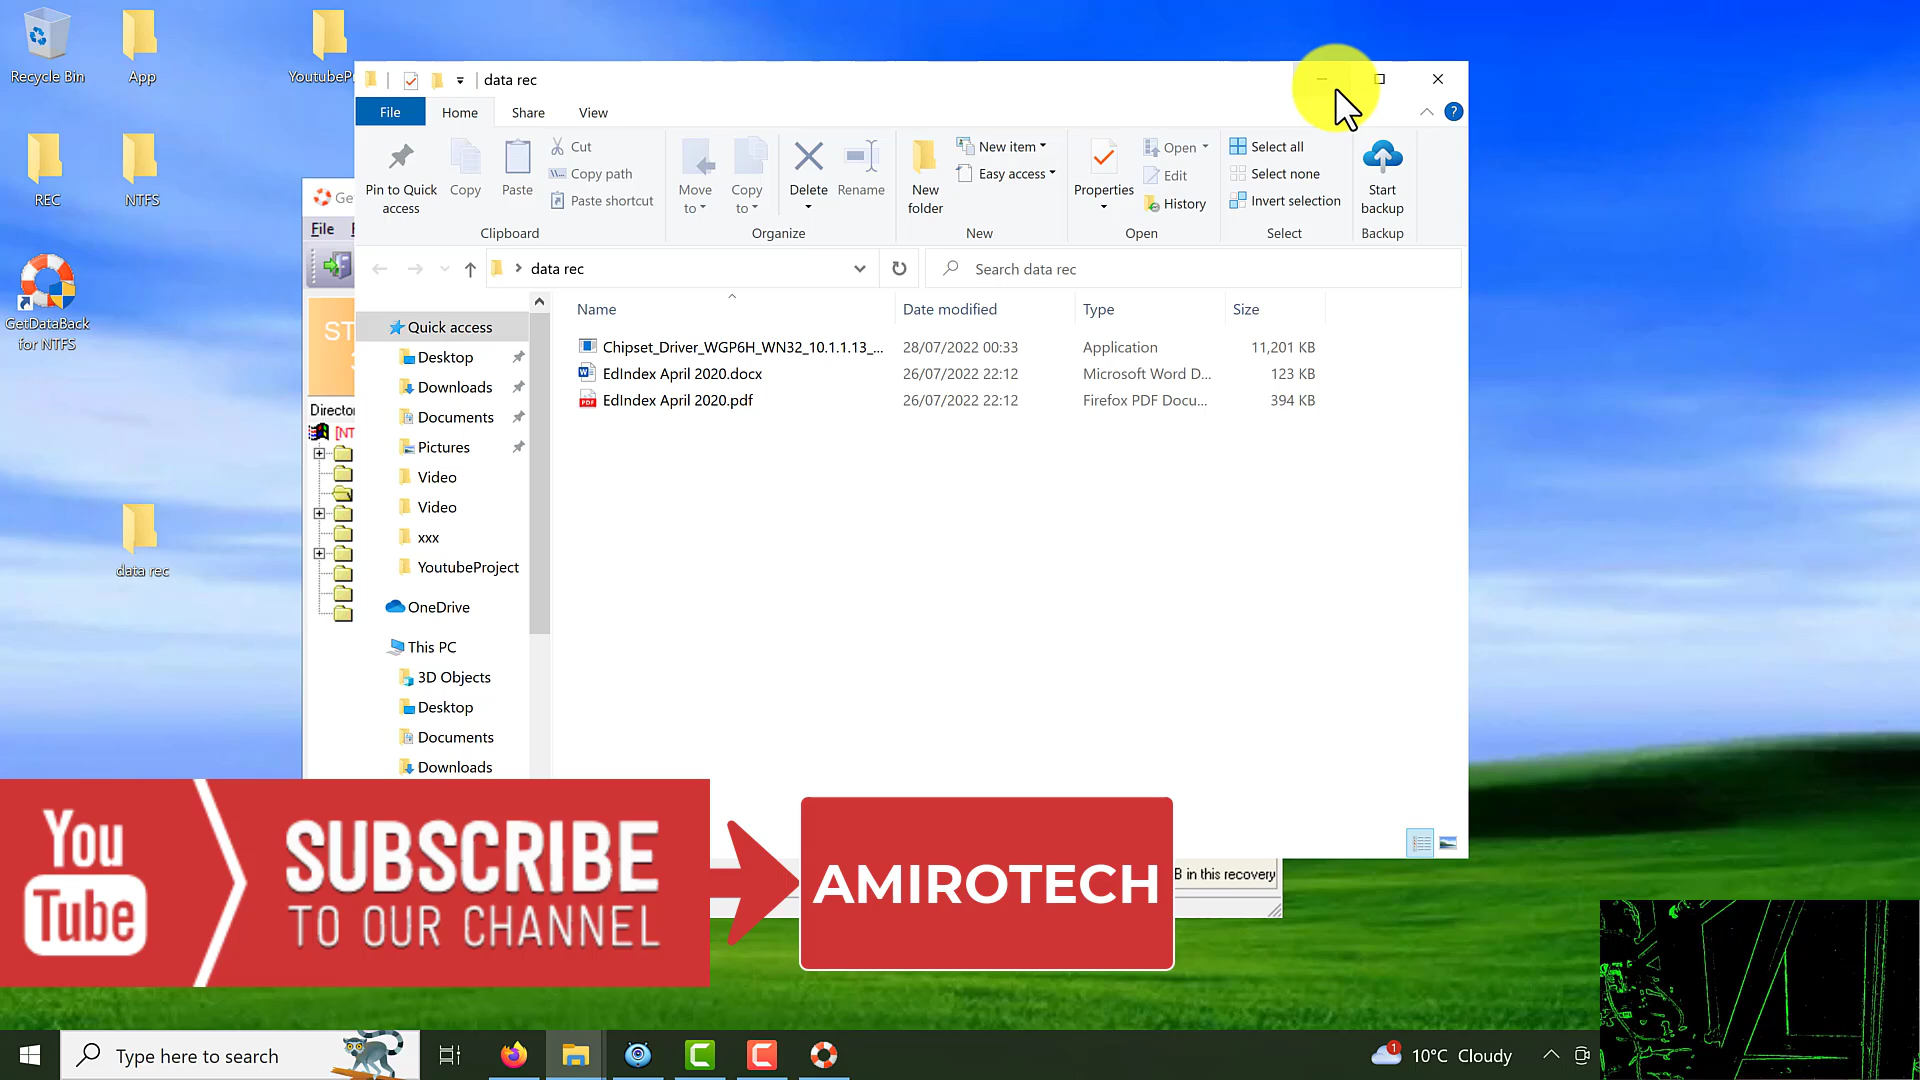 Recycle Bin
App
YoutubeP
REC
NTFS
GetDataBack
for NTFS
data rec
Ge
File
ST
Directo
[NT
data rec
File
Home
Share
View
?
Pin to Quick
access
Copy
Paste
Cut
Copy path
Paste shortcut
Clipboard
Move
to
Copy
to
Delete
Rename
Organize
New
folder
New item
Easy access
New
Properties
Open
Edit
History
Open
Select all
Select none
Invert selection
Select
Start
backup
Backup
data rec
Search data rec
Name
Date modified
Type
Size
Chipset_Driver_WGP6H_WN32_10.1.1.13_...
28/07/2022 00:33
Application
11,201 KB
EdIndex April 2020.docx
26/07/2022 22:12
Microsoft Word D...
123 KB
EdIndex April 2020.pdf
26/07/2022 22:12
Firefox PDF Docu...
394 KB
Quick access
Desktop
Downloads
Documents
Pictures
Video
Video
xxx
YoutubeProject
OneDrive
This PC
3D Objects
Desktop
Documents
Downloads
B in this recovery
You
Tube
SUBSCRIBE
TO OUR CHANNEL
AMIROTECH
Type here to search
1
10°C Cloudy